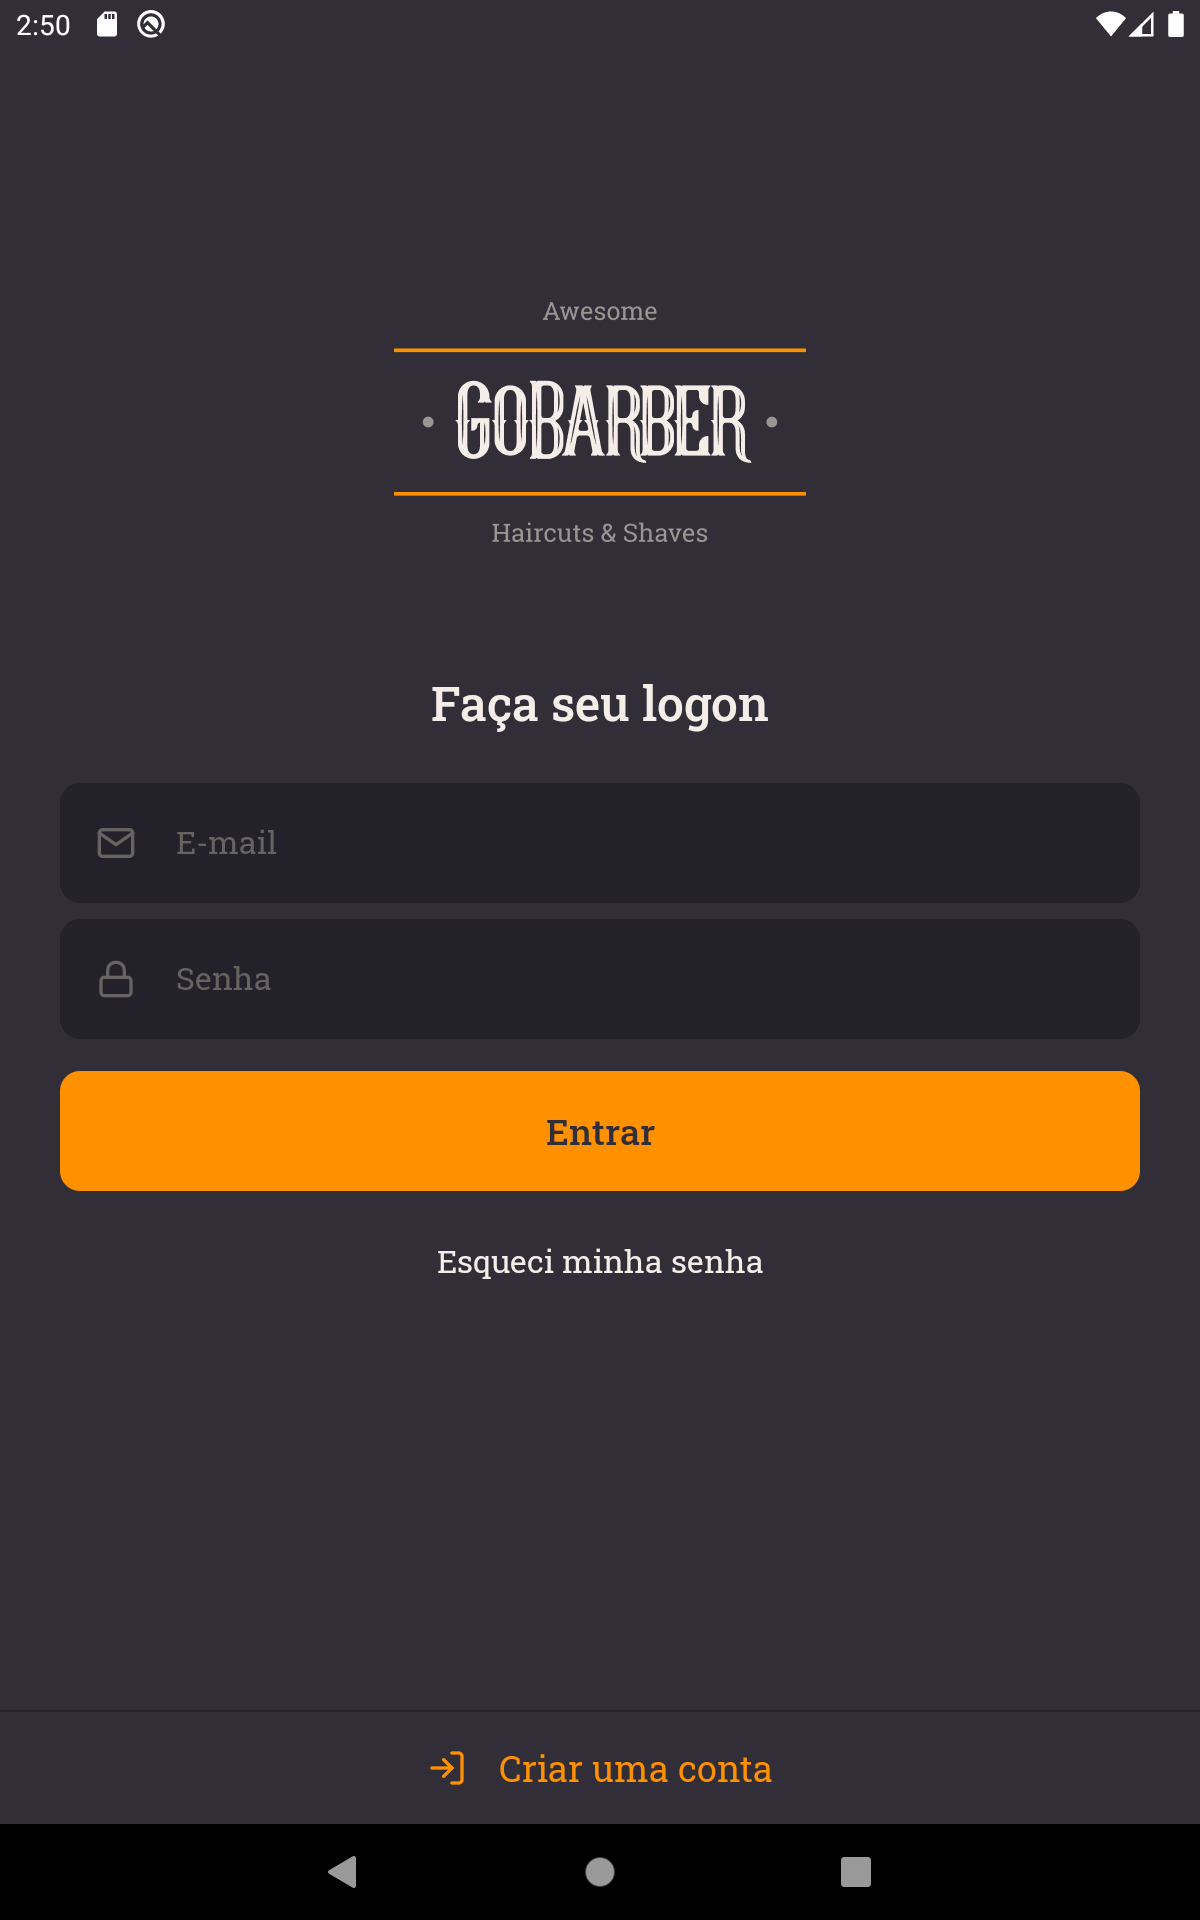 2:50
Awesome
GOBARBER
Haircuts & Shaves
Faça seu logon
E-mail
Senha
Entrar
Esqueci minha senha
Criar uma conta